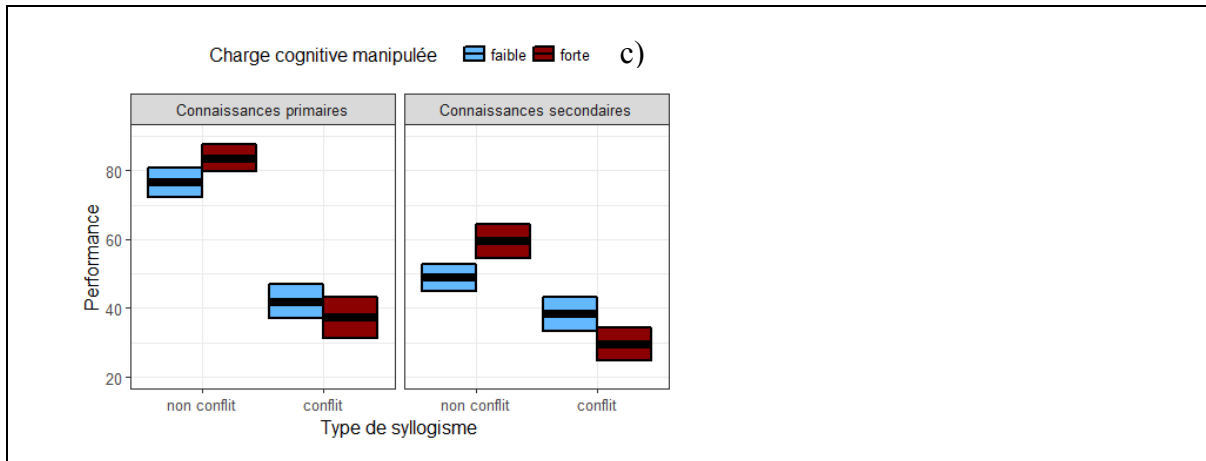 Charge cognitive manipulée faible forte c)
Connaissances primaires Connaissances secondaires
Performance
80
60
40
20
non conflit conflit non conflit conflit
Type de syllogisme